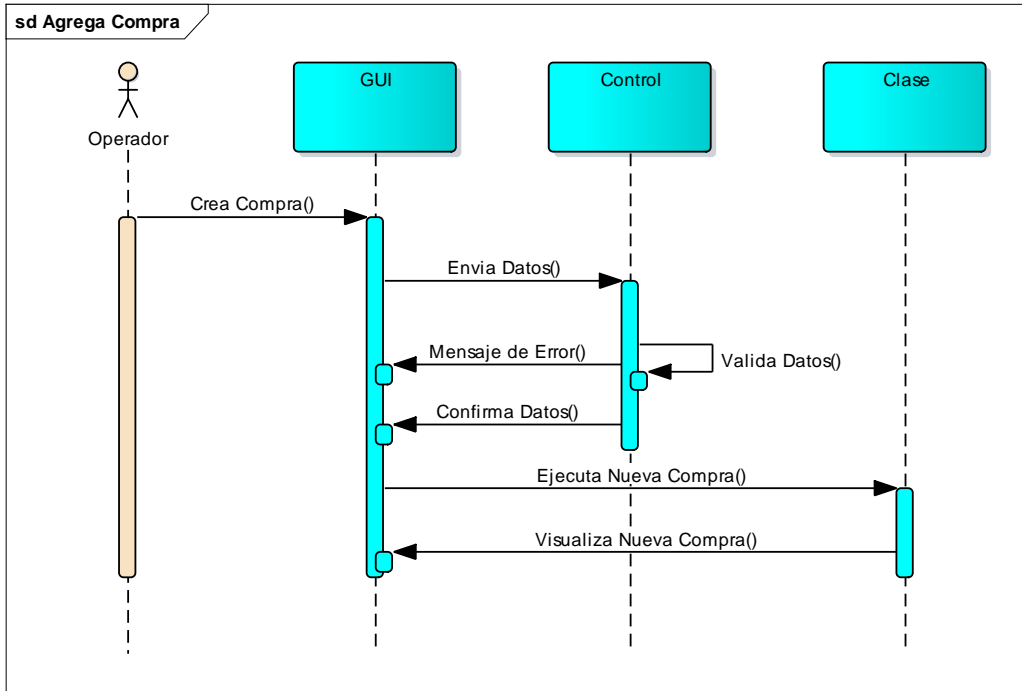 sd Agrega Compra
Operador
GUI
Control
Clase
Crea Compra()
Envia Datos()
Mensaje de Error()
Valida Datos()
Confirma Datos()
Ejecuta Nueva Compra()
Visualiza Nueva Compra()